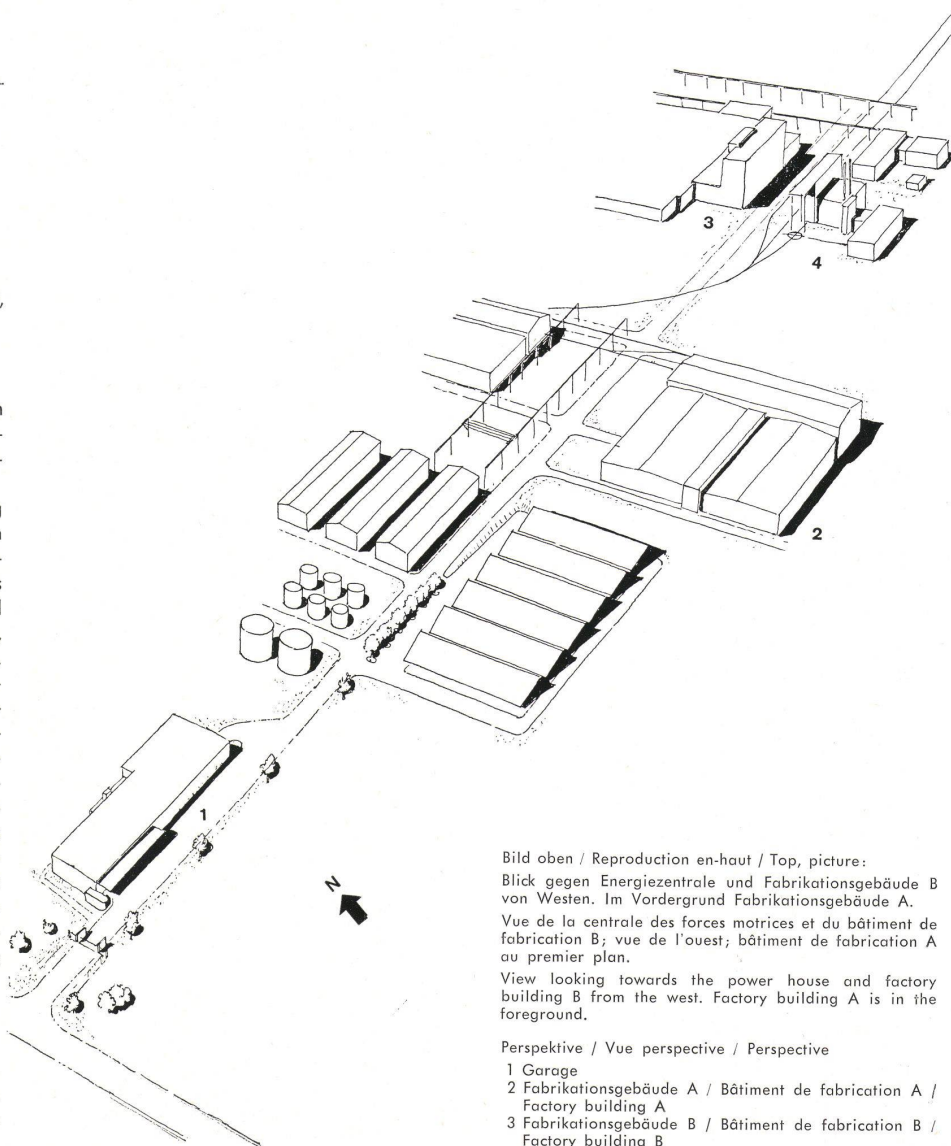 3
4
2
1
N
Bild oben / Reproduction en-haut / Top, picture:
Blick gegen Energiezentrale und Fabrikationsgebäude B
von Westen. Im Vordergrund Fabrikationsgebäude A.
Vue de la centrale des forces motrices et du bâtiment de
fabrication B; vue de l'ouest; bâtiment de fabrication A
au premier plan.
View looking towards the power house and factory
building B from the west. Factory building A is in the
foreground.
Perspektive / Vue perspective / Perspective
1 Garage
2 Fabrikationsgebäude A / Bâtiment de fabrication A /
Factory building A
3 Fabrikationsgebäude B / Bâtiment de fabrication B /
Factory building B